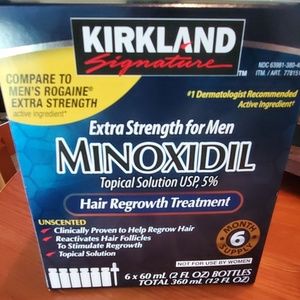 KIRKLAND
Signature™
COMPARE TO
MEN'S ROGAINE®
EXTRA STRENGTH
active ingredient*
#1 Dermatologist Recommended
Active Ingredient◊
Extra Strength for Men
MINOXIDIL
Topical Solution USP, 5%
Hair Regrowth Treatment
UNSCENTED
Clinically Proven to Help Regrow Hair
Reactivates Hair Follicles
To Stimulate Regrowth
Topical Solution
6 MONTH
SUPPLY
NOT FOR USE BY WOMEN
6 x 60 mL (2 FL OZ) BOTTLES
TOTAL 360 mL (12 FL OZ)